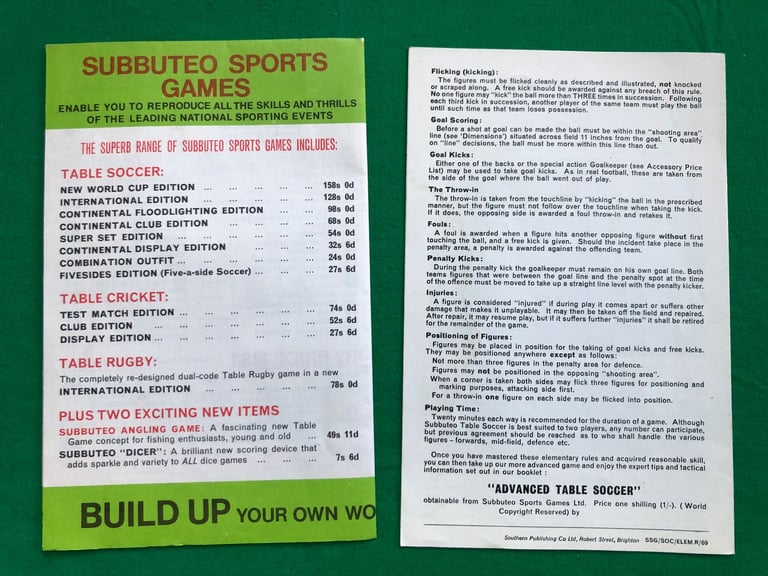 SUBBUTEO SPORTS
GAMES
ENABLE YOU TO REPRODUCE ALL THE SKILLS AND THRILLS
OF THE LEADING NATIONAL SPORTING EVENTS
THE SUPERB RANGE OF SUBBUTEO SPORTS GAMES INCLUDES:
TABLE SOCCER:
NEW WORLD CUP EDITION ... ... ... ... ... 158s 0d
INTERNATIONAL EDITION ... ... ... ... ... 128s 0d
CONTINENTAL FLOODLIGHTING EDITION ... ... 98s 0d
CONTINENTAL CLUB EDITION ... ... ... ... 68s 0d
SUPER SET EDITION ... ... ... ... ... 54s 0d
CONTINENTAL DISPLAY EDITION ... ... ... 32s 6d
COMBINATION OUTFIT ... ... ... ... ... 24s 0d
FIVESIDES EDITION (Five-a-side Soccer) ... ... ... 27s 6d
TABLE CRICKET:
TEST MATCH EDITION ... ... ... ... ... 74s 0d
CLUB EDITION ... ... ... ... ... 52s 6d
DISPLAY EDITION ... ... ... ... ... 27s 6d
TABLE RUGBY:
The completely re-designed dual-code Table Rugby game in a new
INTERNATIONAL EDITION ... ... ... ... ... 78s 0d
PLUS TWO EXCITING NEW ITEMS
SUBBUTEO ANGLING GAME: A fascinating new Table
Game concept for fishing enthusiasts, young and old ... 49s 11d
SUBBUTEO "DICER": A brilliant new scoring device that
adds sparkle and variety to ALL dice games ... ... ... 7s 6d
BUILD UP YOUR OWN WO
Flicking (kicking):
The figures must be flicked cleanly as described and illustrated, not knocked
or scraped along. A free kick should be awarded against any breach of this rule.
No one figure may "kick" the ball more than THREE times in succession. Following
each third kick in succession, another player of the same team must play the ball
until such time as that team loses possession.
Goal Scoring:
Before a shot at goal can be made the ball must be within the "shooting area"
line (see 'Dimensions') situated across field 11 inches from the goal. To qualify
on "line" decisions, the ball must be more within this line than out.
Goal Kicks:
Either one of the backs or the special action Goalkeeper (see Accessory Price
List) may be used to take goal kicks. As in real football, these are taken from
the side of the goal where the ball went out of play.
The Throw-in
The throw-in is taken from the touchline by "kicking" the ball in the prescribed
manner, but the figure must not follow over the touchline when taking the kick.
If it does, the opposing side is awarded a foul throw-in and retakes it.
Fouls:
A foul is awarded when a figure hits another opposing figure without first
touching the ball, and a free kick is given. Should the incident take place in the
penalty area, a penalty is awarded against the offending team.
Penalty Kicks:
During the penalty kick the goalkeeper must remain on his own goal line. Both
teams figures that were between the goal line and the penalty spot at the time
of the offence must be moved to take up a straight line level with the penalty kicker.
Injuries:
A figure is considered "injured" if during play it comes apart or suffers other
damage that makes it unplayable. It may then be taken off the field and repaired.
After repair, it may resume play, but if it suffers further "injuries" it shall be retired
for the remainder of the game.
Positioning of Figures:
Figures may be placed in position for the taking of goal kicks and free kicks.
They may be positioned anywhere except as follows:
Not more than three figures in the penalty area for defence.
Figures may not be positioned in the opposing "shooting area".
When a corner is taken both sides may flick three figures for positioning and
marking purposes, attacking side first.
For a throw-in one figure on each side may be flicked into position.
Playing Time:
Twenty minutes each way is recommended for the duration of a game. Although
Subbuteo Table Soccer is best suited to two players, any number can participate,
but previous agreement should be reached as to who shall handle the various
figures - forwards, mid-field, defence etc.
Once you have mastered these elementary rules and acquired reasonable skill,
you can then take up our more advanced game and enjoy the expert tips and tactical
information set out in our booklet :
"ADVANCED TABLE SOCCER"
obtainable from Subbuteo Sports Games Ltd. Price one shilling (1/-). ( World
Copyright Reserved) by
Southern Publishing Co Ltd, Robert Street, Brighton SSG/SOC/ELEM.R/69